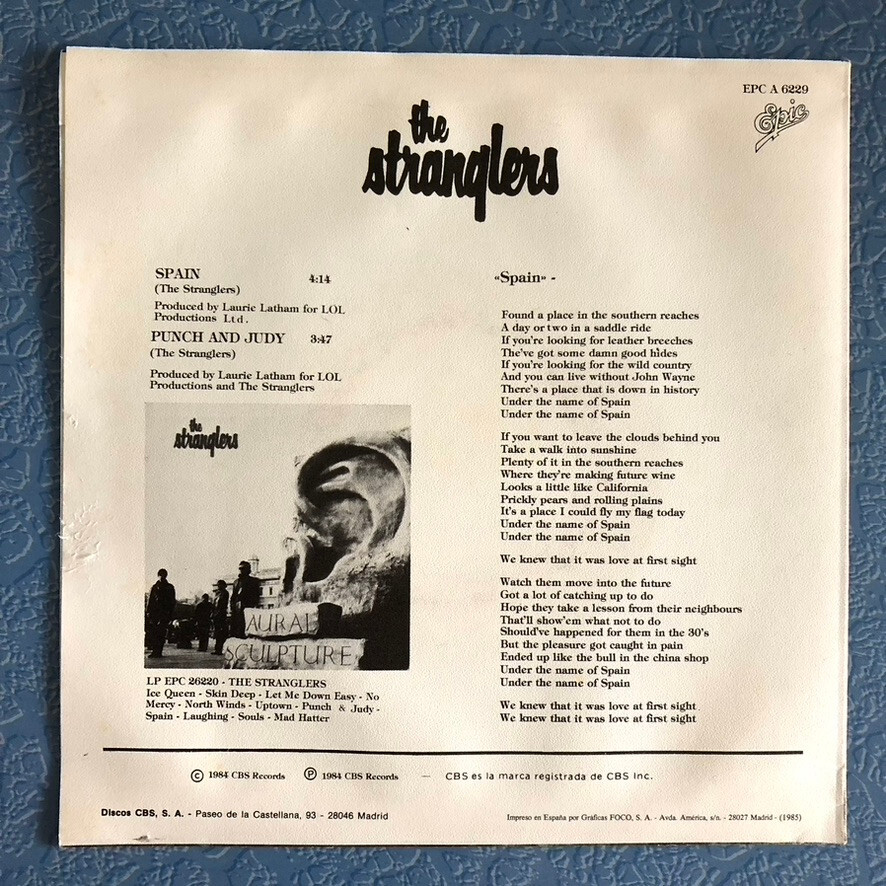 EPC A 6229
Epic
the
stranglers
SPAIN 4:14
(The Stranglers)
Produced by Laurie Latham for LOL
Productions Ltd.
PUNCH AND JUDY 3:47
(The Stranglers)
Produced by Laurie Latham for LOL
Productions and The Stranglers
the
stranglers
AURAL
SCULPTURE
LP EPC 26220 - THE STRANGLERS
Ice Queen - Skin Deep - Let Me Down Easy - No
Mercy - North Winds - Uptown - Punch & Judy -
Spain - Laughing - Souls - Mad Hatter
«Spain» -
Found a place in the southern reaches
A day or two in a saddle ride
If you're looking for leather breeches
The've got some damn good hides
If you're looking for the wild country
And you can live without John Wayne
There's a place that is down in history
Under the name of Spain
Under the name of Spain
If you want to leave the clouds behind you
Take a walk into sunshine
Plenty of it in the southern reaches
Where they're making future wine
Looks a little like California
Prickly pears and rolling plains
It's a place I could fly my flag today
Under the name of Spain
Under the name of Spain
We knew that it was love at first sight
Watch them move into the future
Got a lot of catching up to do
Hope they take a lesson from their neighbours
That'll show'em what not to do
Should've happened for them in the 30's
But the pleasure got caught in pain
Ended up like the bull in the china shop
Under the name of Spain
Under the name of Spain
We knew that it was love at first sight
We knew that it was love at first sight
© 1984 CBS Records ℗ 1984 CBS Records — CBS es la marca registrada de CBS Inc.
Discos CBS, S. A. - Paseo de la Castellana, 93 - 28046 Madrid
Impreso en España por Gráficas FOCO, S. A. - Avda. América, s/n. - 28027 Madrid - (1985)